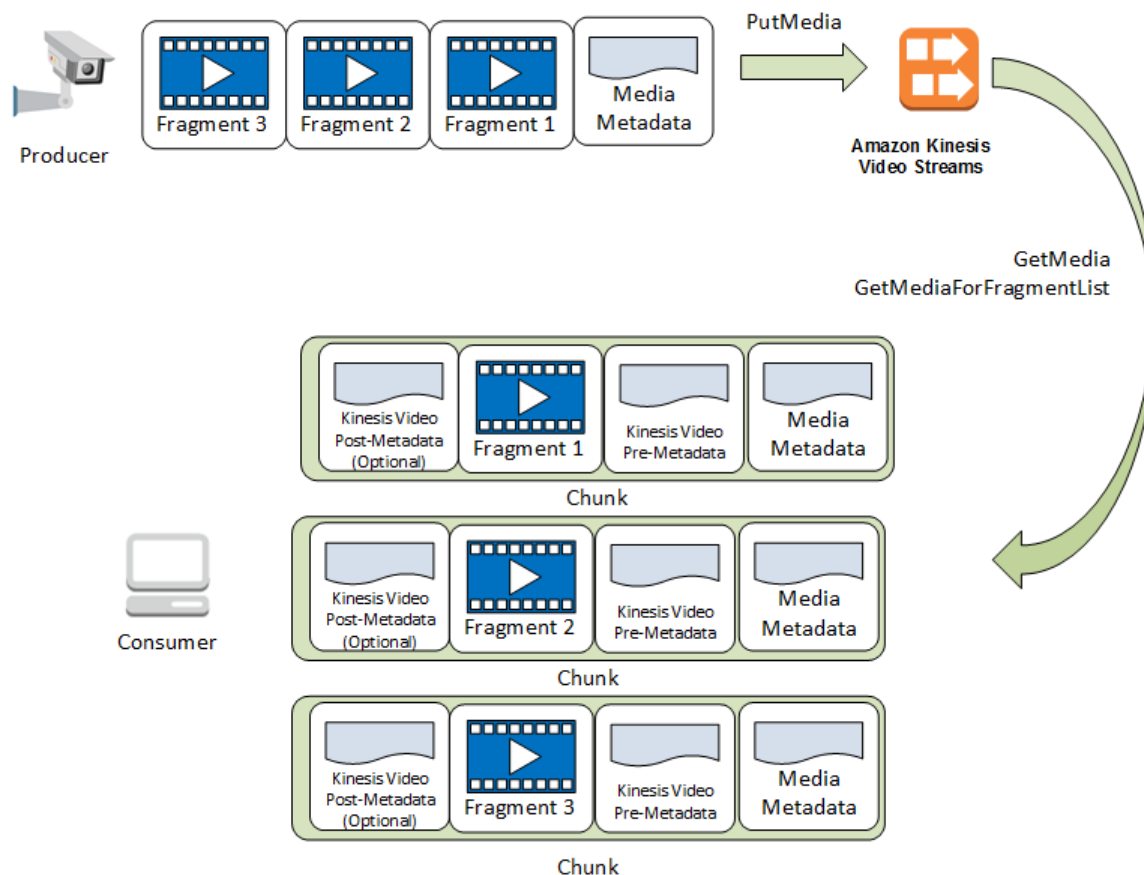 PutMedia
Fragment 3
Fragment 2
Fragment 1
Media
Metadata
Producer
Amazon Kinesis
Video Streams
GetMedia
GetMediaForFragmentList
Kinesis Video
Post-Metadata
(Optional)
Fragment 1
Kinesis Video
Pre-Metadata
Media
Metadata
Chunk
Consumer
Kinesis Video
Post-Metadata
(Optional)
Fragment 2
Kinesis Video
Pre-Metadata
Media
Metadata
Chunk
Kinesis Video
Post-Metadata
(Optional)
Fragment 3
Kinesis Video
Pre-Metadata
Media
Metadata
Chunk